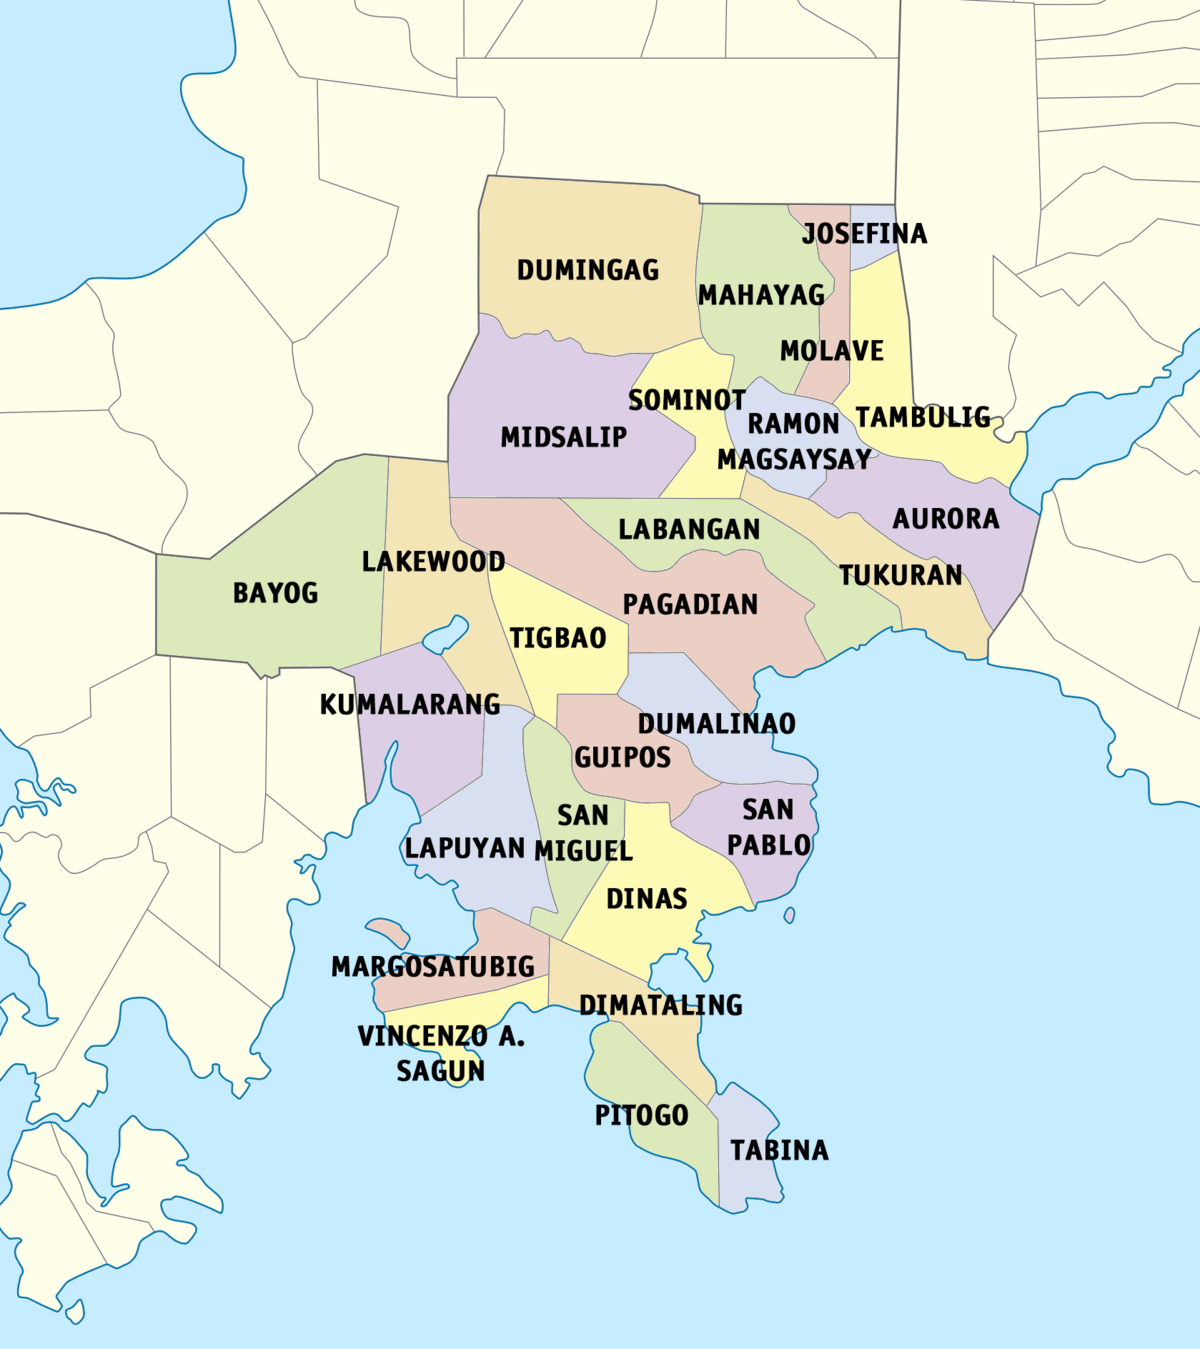 JOSEFINA
DUMINGAG
MAHAYAG
MOLAVE
SOMINOT
TAMBULIG
RAMON
MAGSAYSAY
MIDSALIP
AURORA
LABANGAN
LAKEWOOD
TUKURAN
BAYOG
PAGADIAN
TIGBAO
KUMALARANG
DUMALINAO
GUIPOS
SAN
PABLO
SAN
MIGUEL
LAPUYAN
DINAS
MARGOSATUBIG
DIMATALING
VINCENZO A.
SAGUN
PITOGO
TABINA